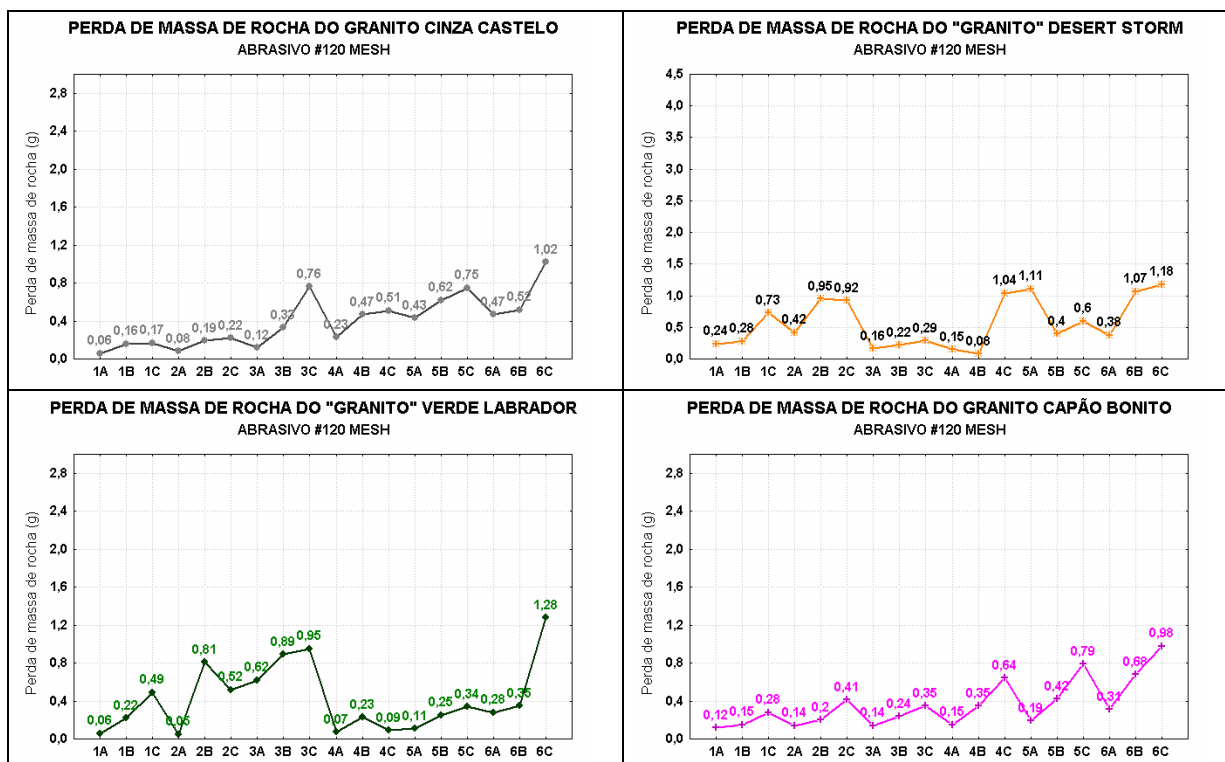 PERDA DE MASSA DE ROCHA DO GRANITO CINZA CASTELO
ABRASIVO #120 MESH
Perda de massa de rocha (g)
2,8
2,4
2,0
1,6
1,2
0,8
0,4
0,0
0,06 0,16 0,17 0,08 0,19 0,22 0,12 0,33 0,76 0,23 0,47 0,51 0,43 0,62 0,75 0,47 0,52 1,02
1A 1B 1C 2A 2B 2C 3A 3B 3C 4A 4B 4C 5A 5B 5C 6A 6B 6C
PERDA DE MASSA DE ROCHA DO "GRANITO" DESERT STORM
ABRASIVO #120 MESH
Perda de massa de rocha (g)
4,5
4,0
3,5
3,0
2,5
2,0
1,5
1,0
0,5
0,0
0,24 0,28 0,73 0,42 0,95 0,92 0,16 0,22 0,29 0,15 0,08 1,04 1,11 0,4 0,6 0,38 1,07 1,18
1A 1B 1C 2A 2B 2C 3A 3B 3C 4A 4B 4C 5A 5B 5C 6A 6B 6C
PERDA DE MASSA DE ROCHA DO "GRANITO" VERDE LABRADOR
ABRASIVO #120 MESH
Perda de massa de rocha (g)
2,8
2,4
2,0
1,6
1,2
0,8
0,4
0,0
0,06 0,22 0,49 0,05 0,81 0,52 0,62 0,89 0,95 0,07 0,23 0,09 0,11 0,25 0,34 0,28 0,35 1,28
1A 1B 1C 2A 2B 2C 3A 3B 3C 4A 4B 4C 5A 5B 5C 6A 6B 6C
PERDA DE MASSA DE ROCHA DO GRANITO CAPÃO BONITO
ABRASIVO #120 MESH
Perda de massa de rocha (g)
2,8
2,4
2,0
1,6
1,2
0,8
0,4
0,0
0,12 0,15 0,28 0,14 0,2 0,41 0,14 0,24 0,35 0,15 0,35 0,64 0,19 0,42 0,79 0,31 0,68 0,98
1A 1B 1C 2A 2B 2C 3A 3B 3C 4A 4B 4C 5A 5B 5C 6A 6B 6C